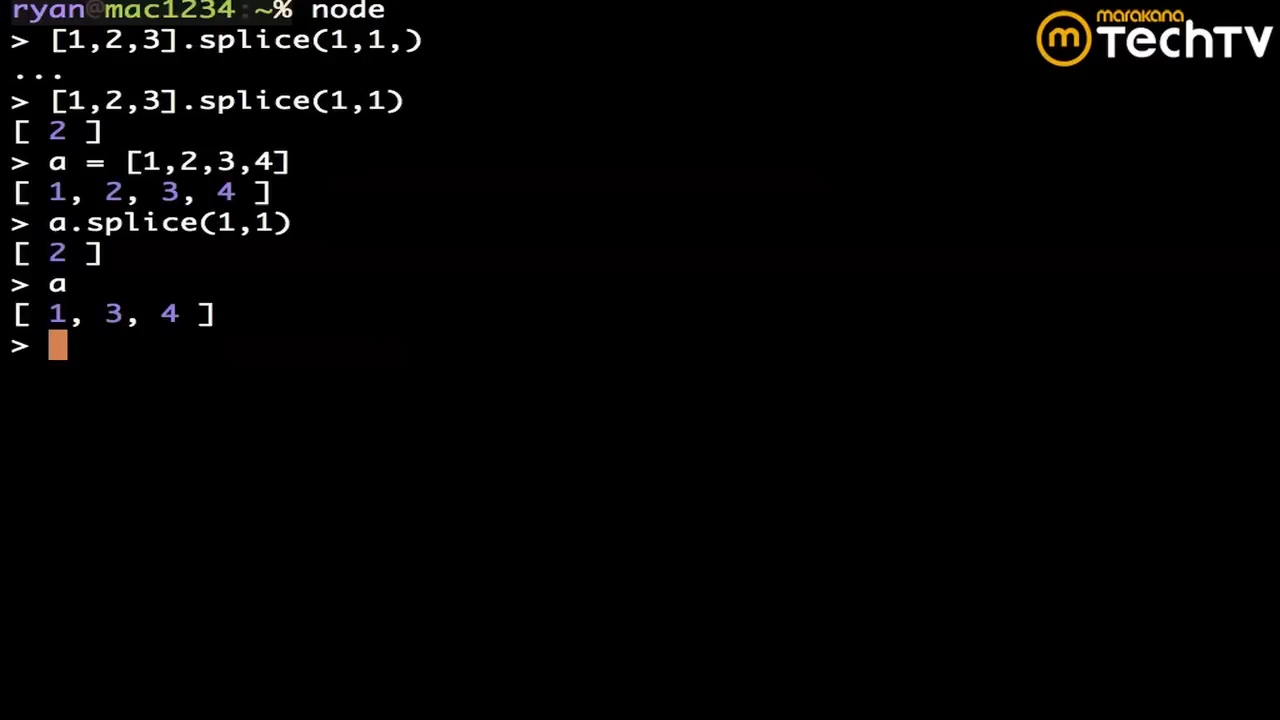 ryan@mac1234:~% node
> [1,2,3].splice(1,1,)
...
> [1,2,3].splice(1,1)
[ 2 ]
> a = [1,2,3,4]
[ 1, 2, 3, 4 ]
> a.splice(1,1)
[ 2 ]
> a
[ 1, 3, 4 ]
>
m marakana
TechTV